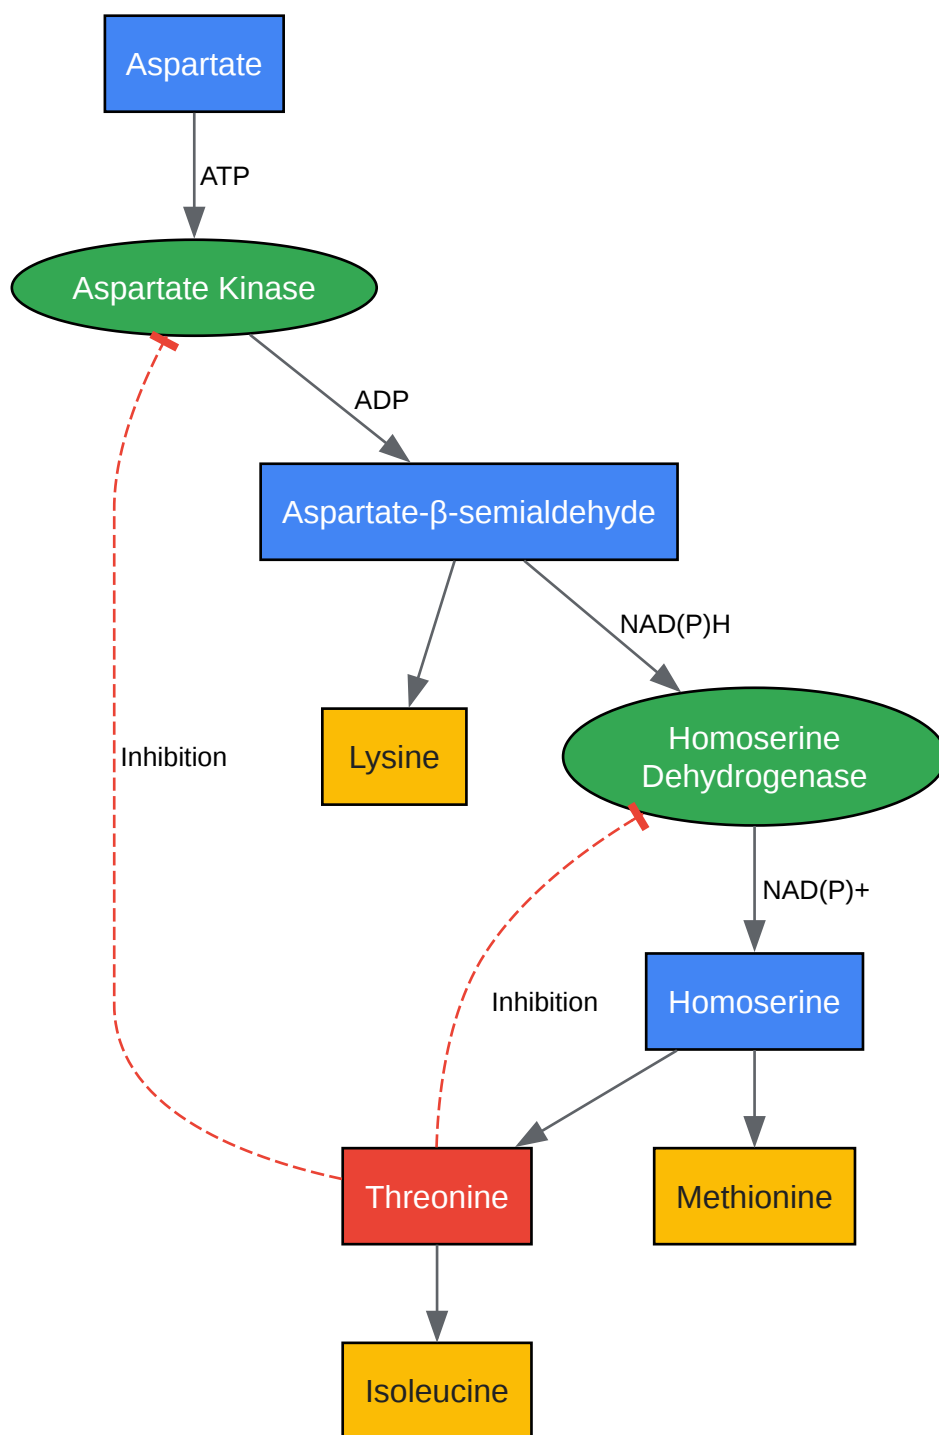 Aspartate
ATP
Aspartate Kinase
ADP
Aspartate-β-semialdehyde
NAD(P)H
Lysine
Inhibition
Homoserine
Dehydrogenase
NAD(P)+
Inhibition
Homoserine
Threonine
Methionine
Isoleucine